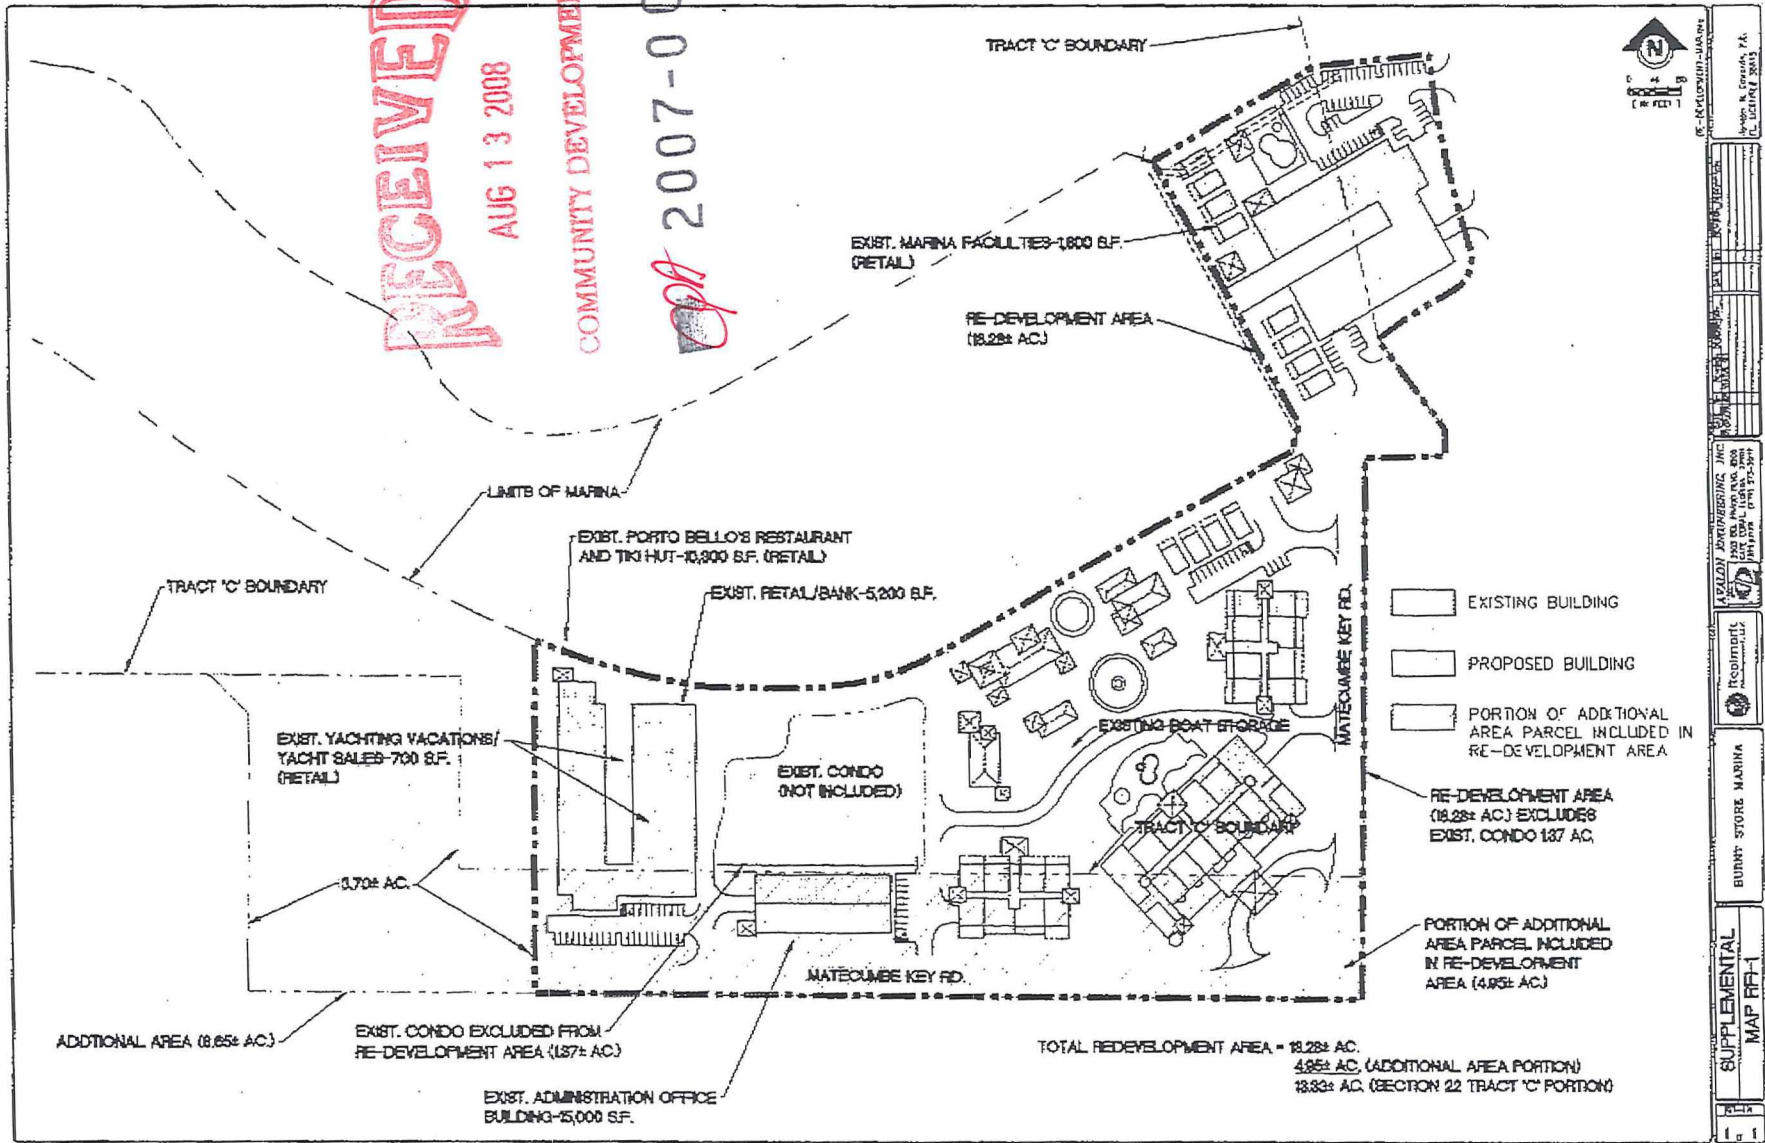 RECEIVED
AUG 13 2008
COMMUNITY DEVELOPME
2007-0
TRACT 'C' BOUNDARY
N
EXIST. MARINA FACILITIES-1,800 S.F.
(RETAIL)
RE-DEVELOPMENT AREA
(18.28± AC.)
LIMITS OF MARINA
EXIST. PORTO BELLO'S RESTAURANT
AND TIKI HUT-10,300 S.F. (RETAIL)
TRACT 'C' BOUNDARY
EXIST. RETAIL/BANK-5,200 S.F.
EXISTING BUILDING
PROPOSED BUILDING
PORTION OF ADDITIONAL
AREA PARCEL INCLUDED IN
RE-DEVELOPMENT AREA
MATECUMBE KEY RD.
EXIST. YACHTING VACATIONS/
YACHT SALES-700 S.F.
(RETAIL)
EXIST. CONDO
(NOT INCLUDED)
EXISTING BOAT STORAGE
TRACT 'C' BOUNDARY
RE-DEVELOPMENT AREA
(18.28± AC.) EXCLUDES
EXIST. CONDO 1.37 AC.
3.70± AC.
PORTION OF ADDITIONAL
AREA PARCEL INCLUDED
IN RE-DEVELOPMENT
AREA (4.95± AC.)
MATECUMBE KEY RD.
ADDTIONAL AREA (8.65± AC.)
EXIST. CONDO EXCLUDED FROM
RE-DEVELOPMENT AREA (1.37± AC.)
EXIST. ADMINISTRATION OFFICE
BUILDING-15,000 S.F.
TOTAL REDEVELOPMENT AREA = 18.28± AC.
4.95± AC. (ADDITIONAL AREA PORTION)
13.33± AC. (SECTION 22 TRACT 'C' PORTION)
AVALON ENGINEERING, INC.
Realmark
BURNT STORE MARINA
SUPPLEMENTAL
MAP RFI-1
1 of 1